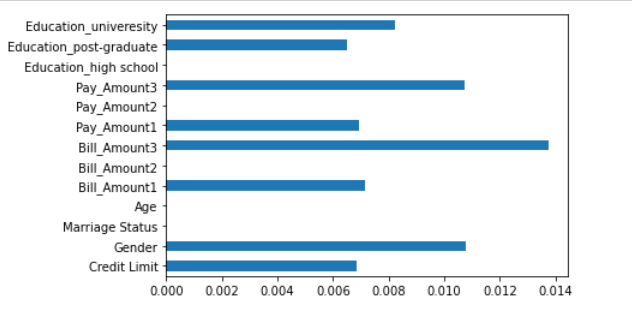 Education_univeresity
Education_post-graduate
Education_high school
Pay_Amount3
Pay_Amount2
Pay_Amount1
Bill_Amount3
Bill_Amount2
Bill_Amount1
Age
Marriage Status
Gender
Credit Limit
0.000 0.002 0.004 0.006 0.008 0.010 0.012 0.014